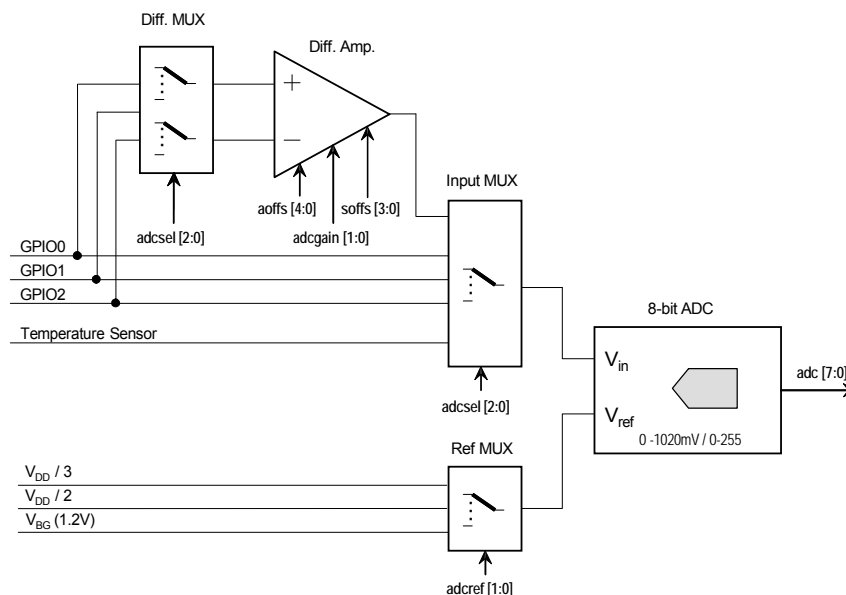 Diff. MUX
Diff. Amp.
+
–
adcsel [2:0]
aoffs [4:0]
soffs [3:0]
adcgain [1:0]
Input MUX
GPIO0
GPIO1
GPIO2
Temperature Sensor
adcsel [2:0]
8-bit ADC
Vin
Vref
0 -1020mV / 0-255
adc [7:0]
Ref MUX
VDD / 3
VDD / 2
VBG (1.2V)
adcref [1:0]